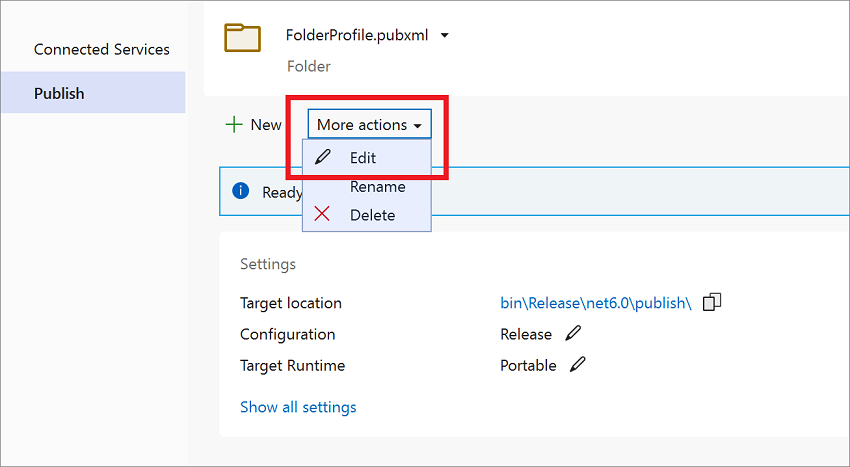 Connected Services
Publish
FolderProfile.pubxml
Folder
New
More actions
Edit
Rename
Delete
Ready
Settings
Target location bin\Release\net6.0\publish\
Configuration Release
Target Runtime Portable
Show all settings